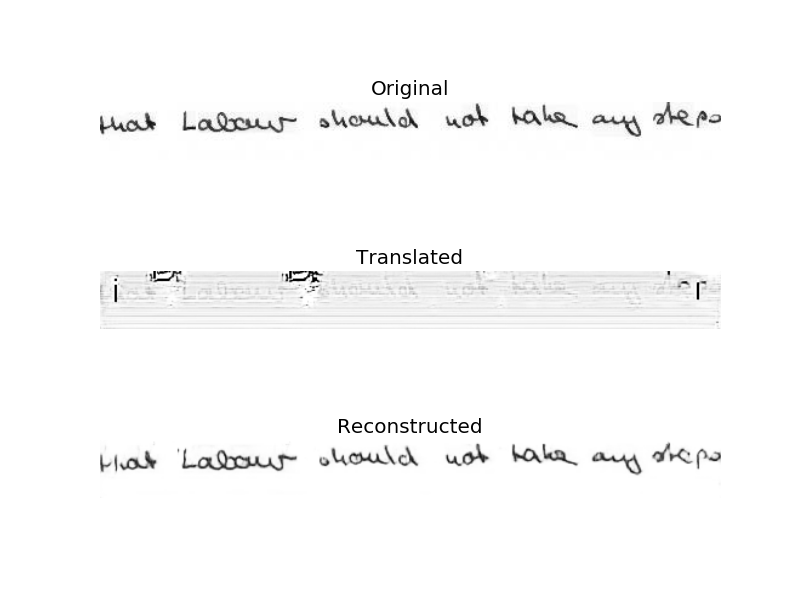 Original
that Labour should not take any steps
Translated
that Labour should not take any
Reconstructed
that Labour should not take any steps